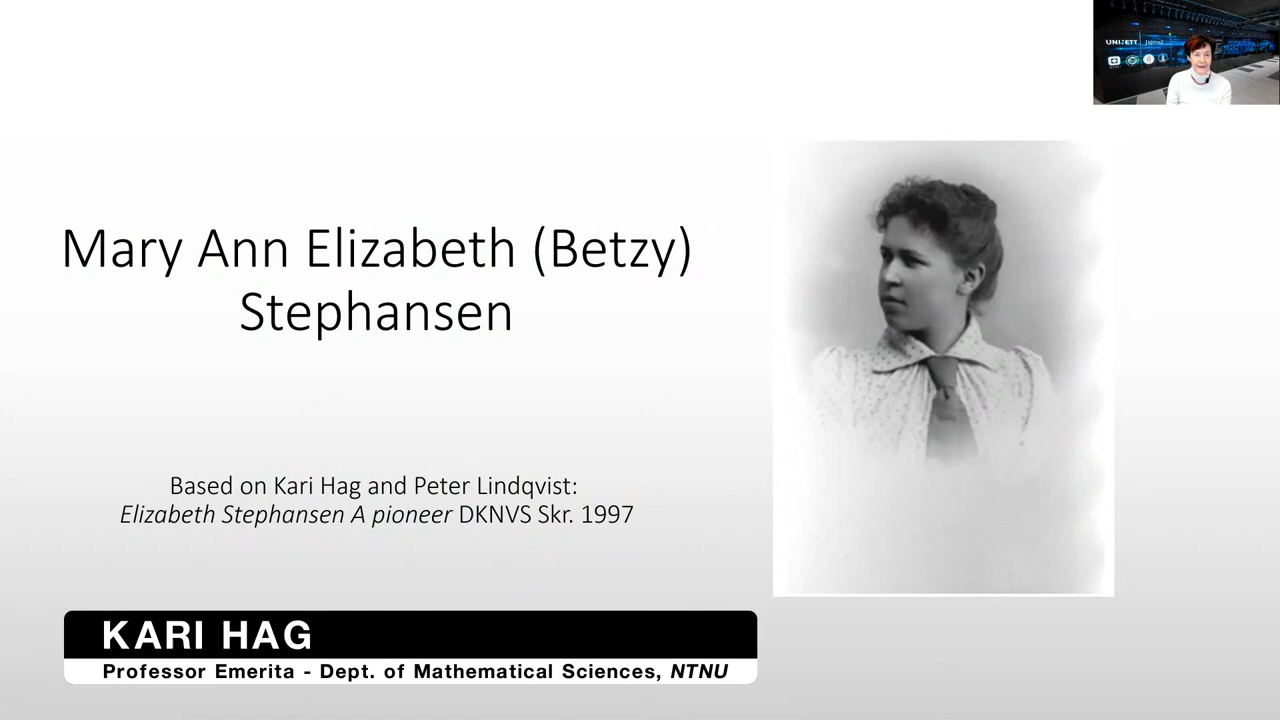 UNINETT
sigma2
Mary Ann Elizabeth (Betzy)
Stephansen
Based on Kari Hag and Peter Lindqvist:
Elizabeth Stephansen A pioneer DKNVS Skr. 1997
KARI HAG
Professor Emerita - Dept. of Mathematical Sciences, NTNU